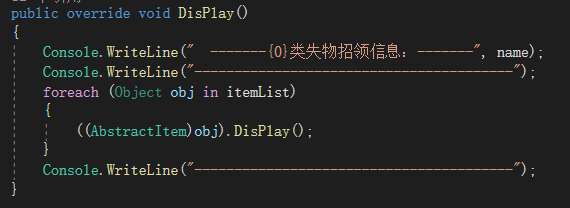 public override void DisPlay()
{
Console.WriteLine("  -------{0}类失物招领信息：-------", name);
Console.WriteLine("----------------------------------------");
foreach (Object obj in itemList)
{
((AbstractItem)obj).DisPlay();
}
Console.WriteLine("----------------------------------------");
}